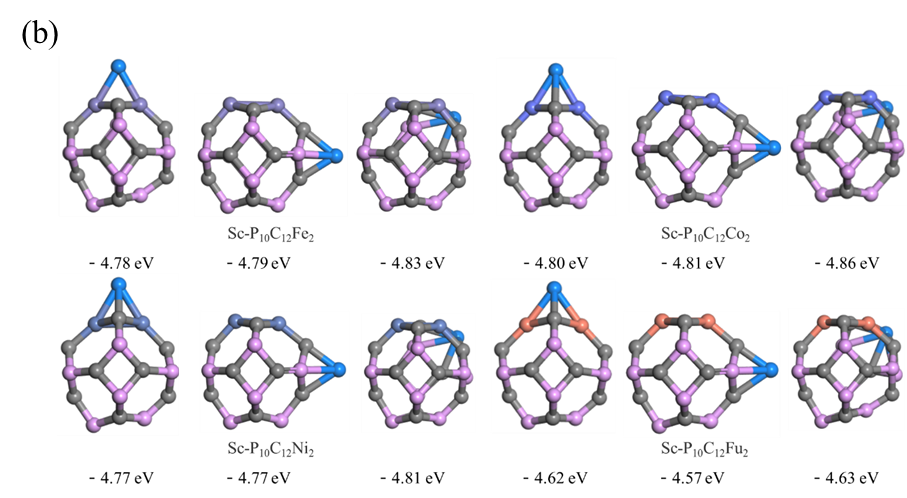 (b)
Sc-P₁₀C₁₂Fe₂ Sc-P₁₀C₁₂Co₂
- 4.78 eV - 4.79 eV - 4.83 eV - 4.80 eV - 4.81 eV - 4.86 eV
Sc-P₁₀C₁₂Ni₂ Sc-P₁₀C₁₂Fu₂
- 4.77 eV - 4.77 eV - 4.81 eV - 4.62 eV - 4.57 eV - 4.63 eV